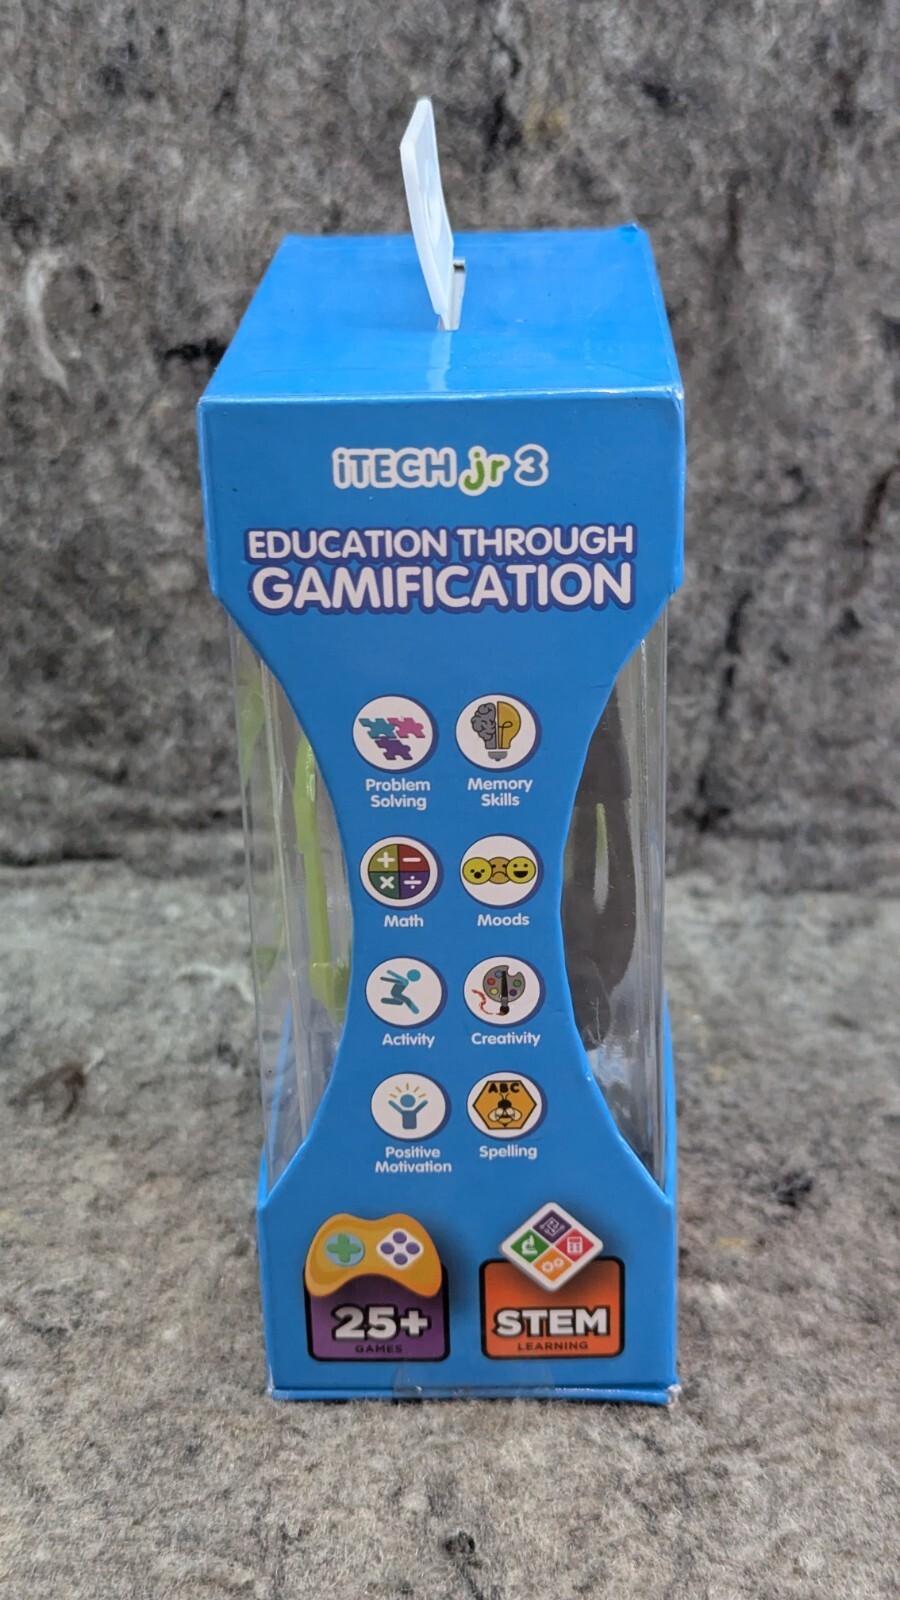 iTECH jr 3
EDUCATION THROUGH
GAMIFICATION
Problem
Solving
Memory
Skills
Math
Moods
Activity
Creativity
Positive
Motivation
ABC
Spelling
25+
GAMES
STEM
LEARNING